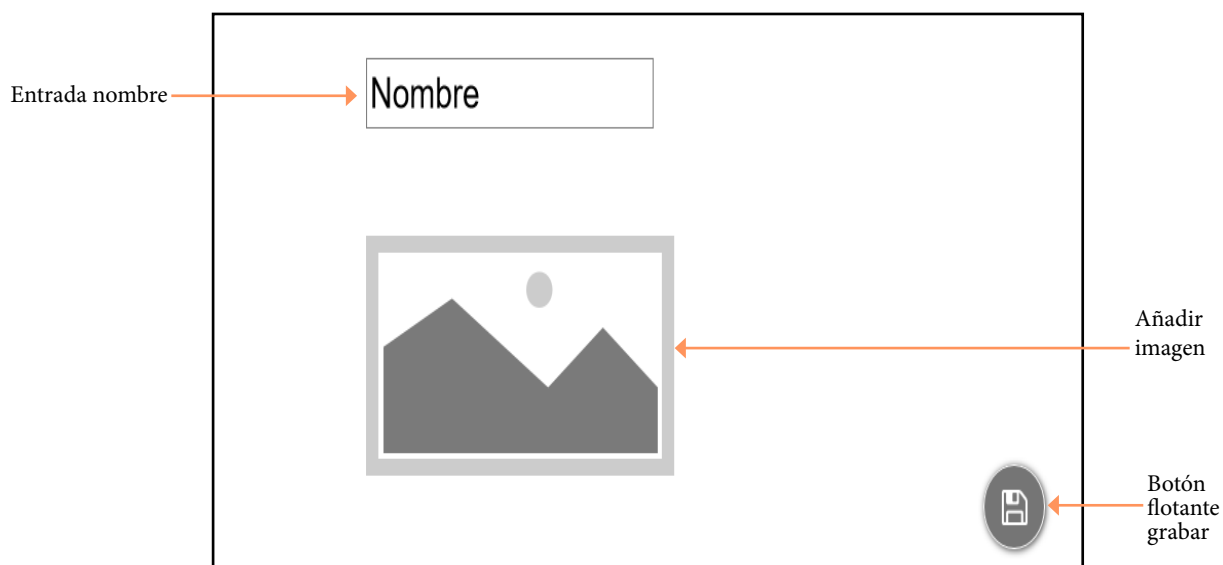 Entrada nombre
Nombre
Añadir
imagen
Botón
flotante
grabar